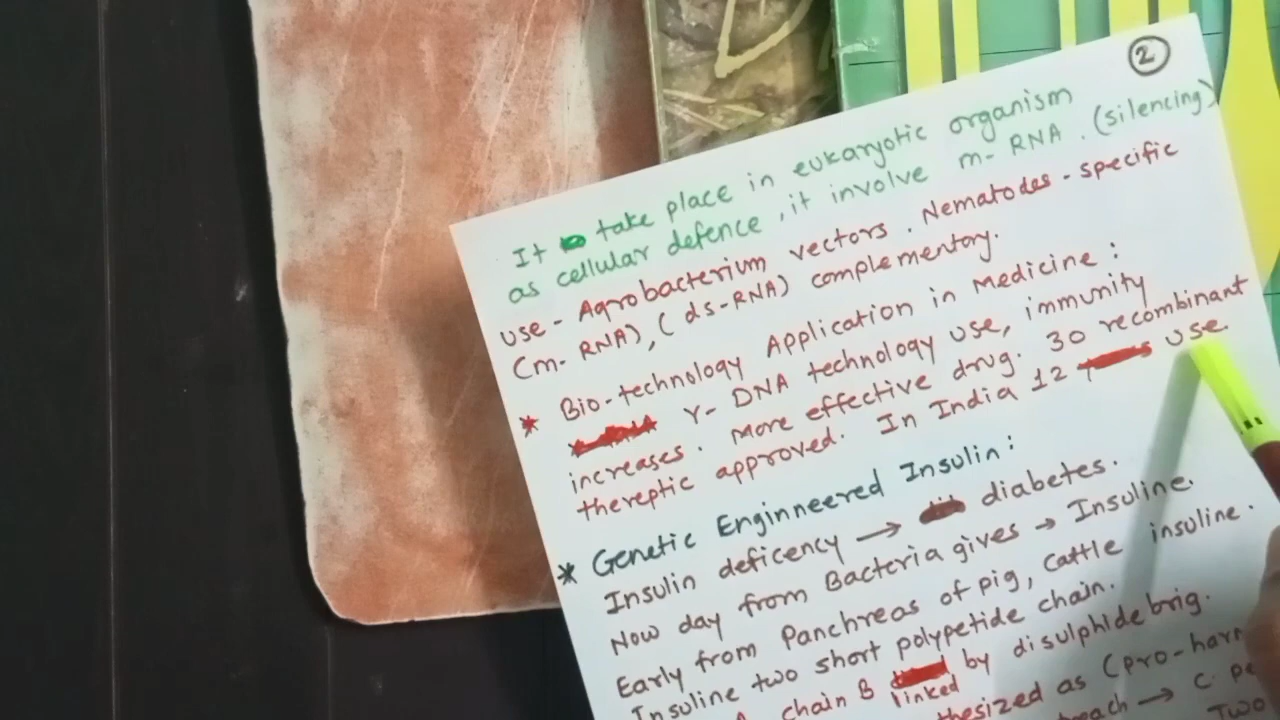 2
It take place in eukaryotic organism
as cellular defence, it involve m-RNA. (silencing)
use - Agrobacterium vectors. Nematodes - specific
(m-RNA), (ds-RNA) complementory.
* Bio-technology Application in Medicine:
r-DNA technology use, immunity
increases. More effective drug. 30 recombinant
thereptic approved. In India 12 use.
* Genetic Enginneered Insulin:
Insulin deficency → diabetes.
Now day from Bacteria gives → Insuline.
Early from Panchreas of pig, cattle insuline.
Insuline two short polypetide chain.
chain B linked by disulphide brig.
thesized as (pro-harm
→ C. pe
Two